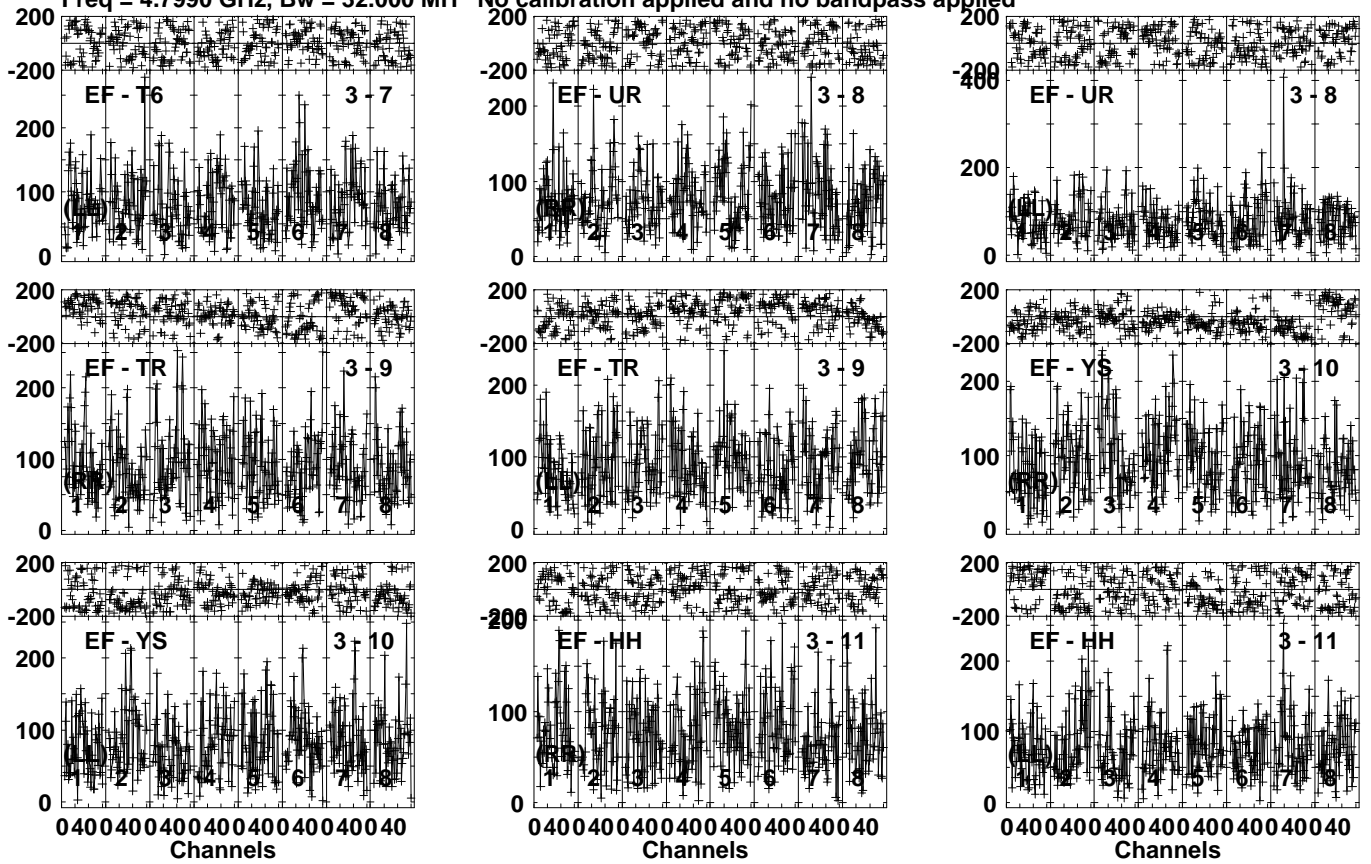 Freq = 4.7990 GHz, Bw = 32.000 MH No calibration applied and no bandpass applied
200 200 200
-200 -200
EF - T6 3 - 7 EF - UR 3 - 8 400 EF - UR 3 - 8
200 200
200
100 100
(RR) (LL)
1 2 3 4 5 6 7 8 1 2 3 4 5 6 7 8 1 2 3 4 5 6 7 8
0 0 0
200 200 200
-200 -200 -200
EF - TR 3 - 9 EF - TR 3 - 9 EF - YS 3 - 10
200 200 200
100 100 100
(RR) (LL) (RR)
1 2 3 4 5 6 7 8 1 2 3 4 5 6 7 8 1 2 3 4 5 6 7 8
0 0 0
200 200 200
-200 -200
EF - YS 3 - 10 EF - HH 3 - 11 EF - HH 3 - 11
200 200
100 100 100
(LL) (RR) (LL)
1 2 3 4 5 6 7 8 1 2 3 4 5 6 7 8 1 2 3 4 5 6 7 8
0 0 0
0 40 0 40 0 40 0 40 0 40 0 40 0 40 0 40 0 40 0 40 0 40 0 40 0 40 0 40 0 40 0 40 0 40 0 40 0 40 0 40 0 40 0 40 0 40 0 40
Channels Channels Channels